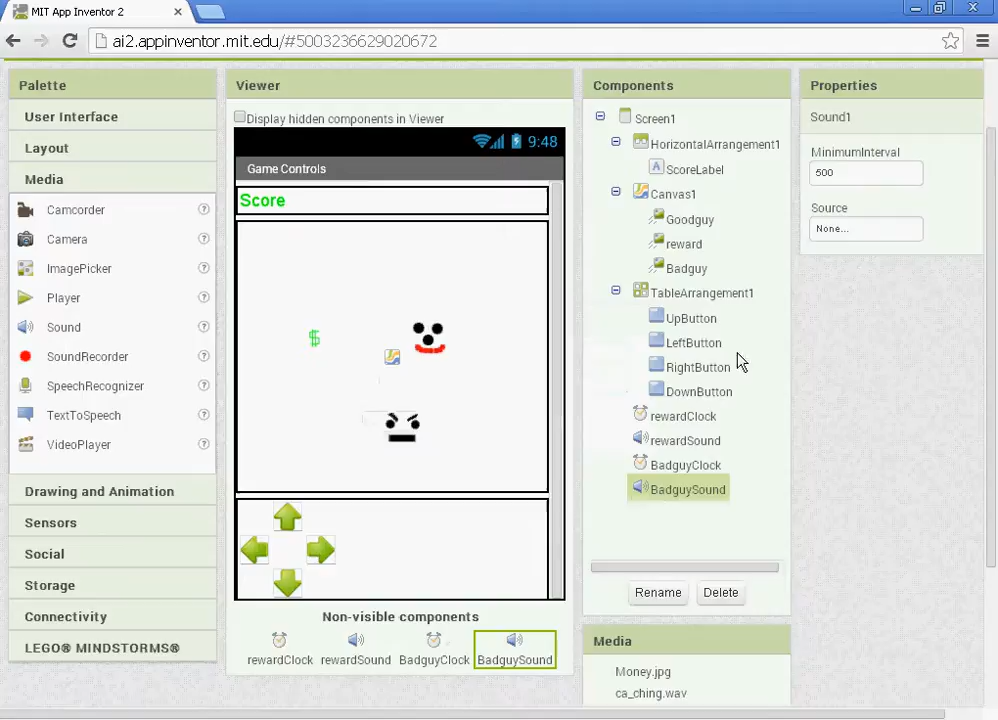 MIT App Inventor 2
ai2.appinventor.mit.edu/#5003236629020672
Palette
User Interface
Layout
Media
Camcorder
?
Camera
?
ImagePicker
?
Player
?
Sound
?
SoundRecorder
?
SpeechRecognizer
?
TextToSpeech
?
VideoPlayer
?
Drawing and Animation
Sensors
Social
Storage
Connectivity
LEGO® MINDSTORMS®
Viewer
Display hidden components in Viewer
9:48
Game Controls
Score
$
Non-visible components
rewardClock
rewardSound
BadguyClock
BadguySound
Components
Screen1
HorizontalArrangement1
A
ScoreLabel
Canvas1
Goodguy
reward
Badguy
TableArrangement1
UpButton
LeftButton
RightButton
DownButton
rewardClock
rewardSound
BadguyClock
BadguySound
Rename
Delete
Media
Money.jpg
ca_ching.wav
Properties
Sound1
MinimumInterval
500
Source
None...